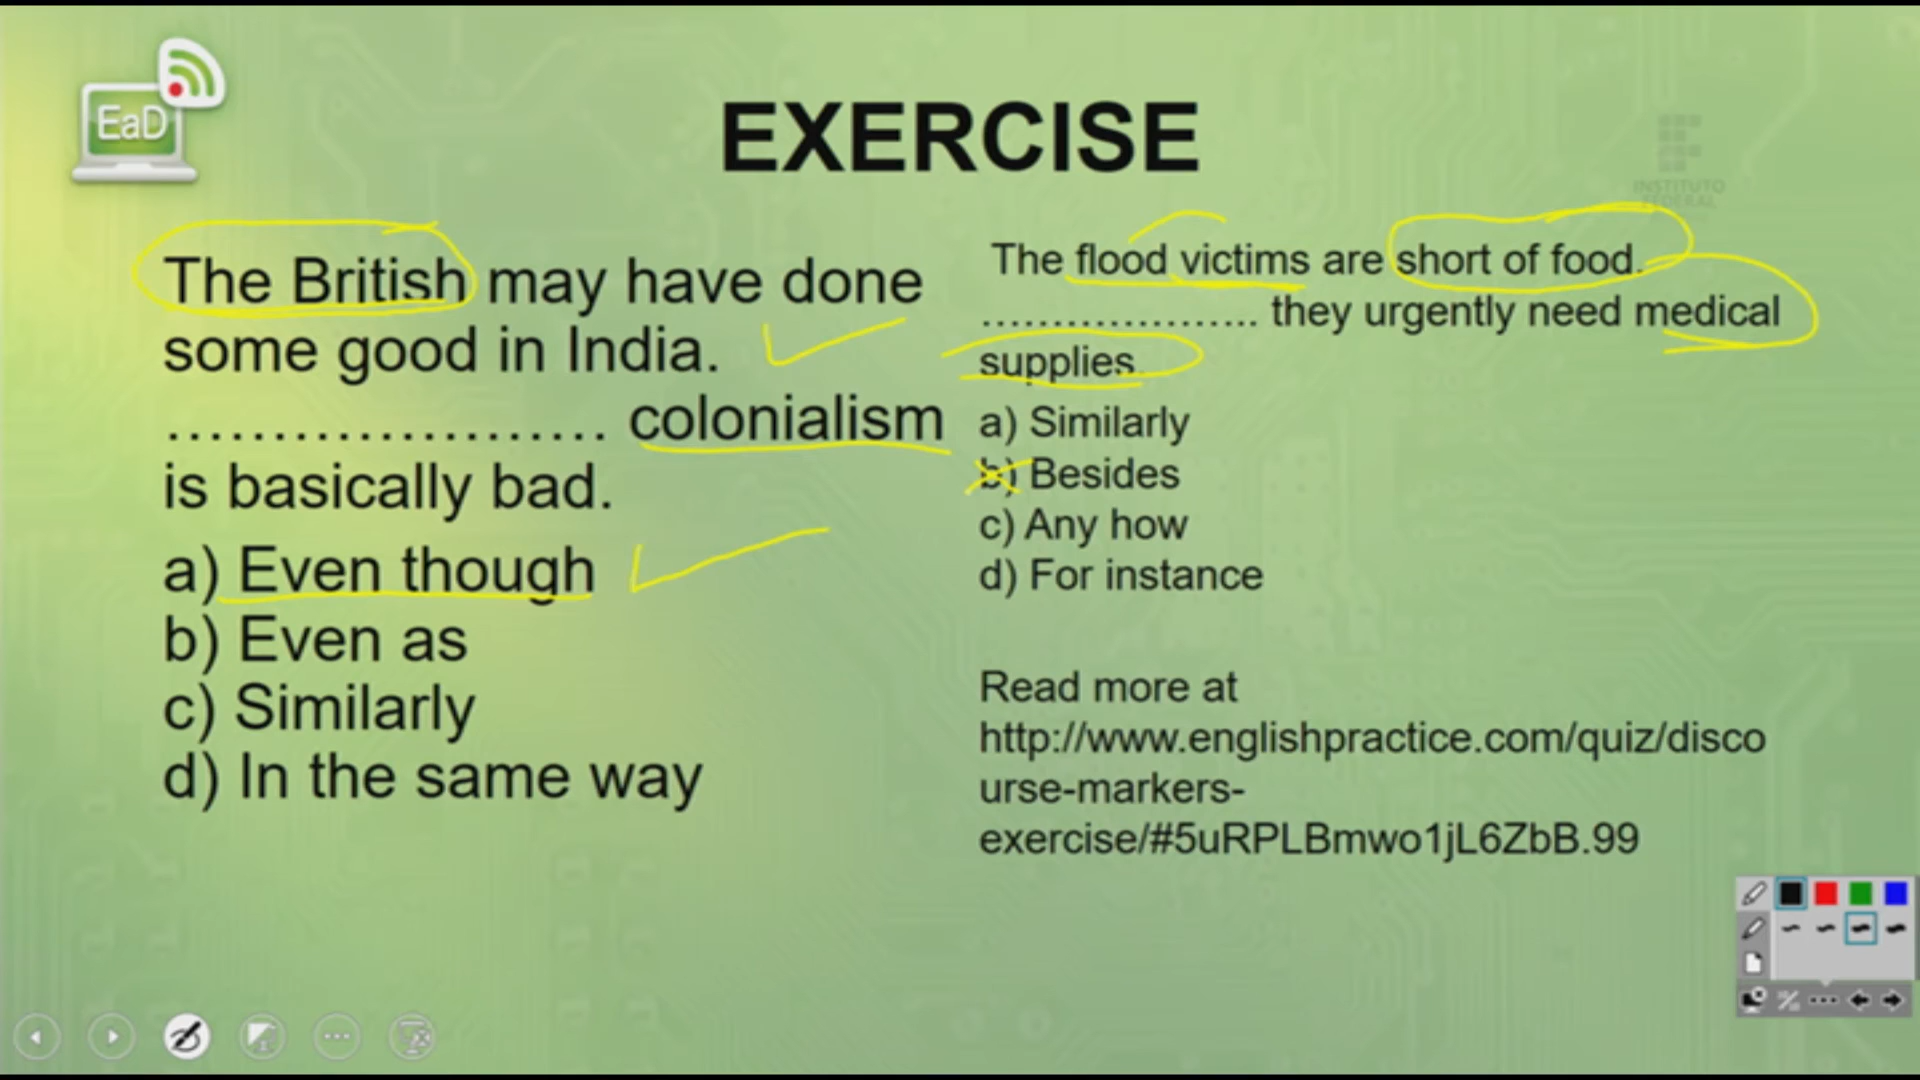 EaD
EXERCISE
INSTITUTO
FEDERAL
The British may have done
some good in India.
………………… colonialism
is basically bad.
a) Even though
b) Even as
c) Similarly
d) In the same way
The flood victims are short of food.
……………….. they urgently need medical
supplies.
a) Similarly
b) Besides
c) Any how
d) For instance
Read more at
http://www.englishpractice.com/quiz/disco
urse-markers-
exercise/#5uRPLBmwo1jL6ZbB.99